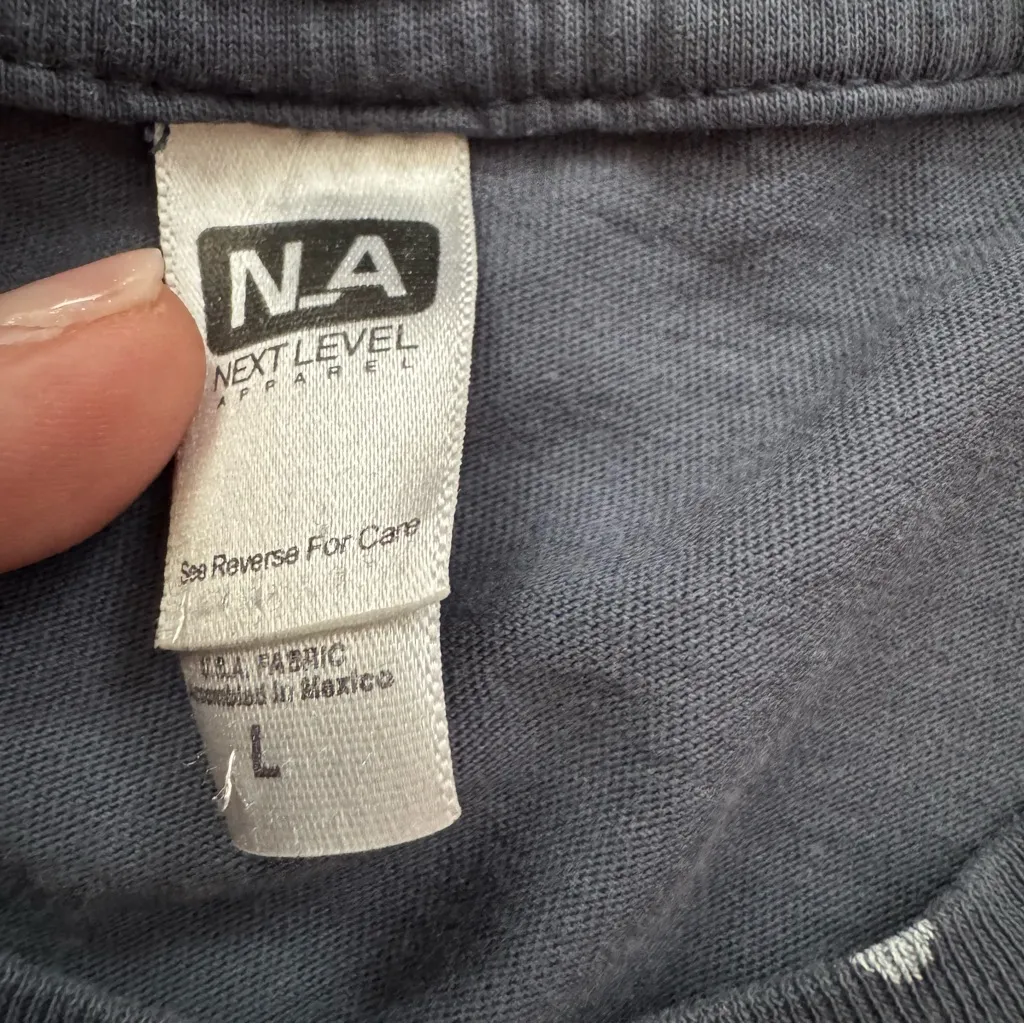 NLA
NEXT LEVEL
APPAREL
See Reverse For Care
U.S.A. FABRIC
Assembled in Mexico
L